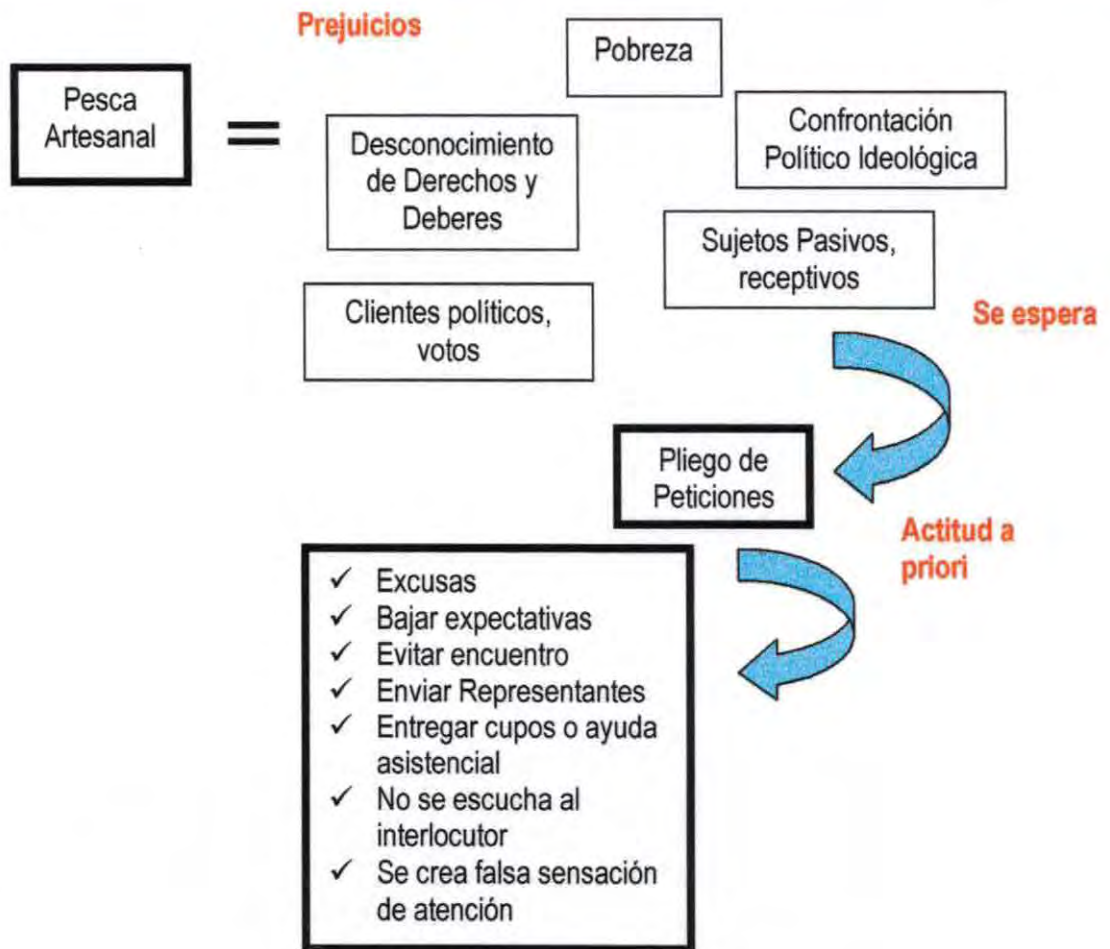 Prejuicios
Pobreza
Pesca
Artesanal
=
Desconocimiento
de Derechos y
Deberes
Confrontación
Político Ideológica
Sujetos Pasivos,
receptivos
Clientes políticos,
votos
Se espera
Pliego de
Peticiones
Actitud a
priori
✓ Excusas
✓ Bajar expectativas
✓ Evitar encuentro
✓ Enviar Representantes
✓ Entregar cupos o ayuda
asistencial
✓ No se escucha al
interlocutor
✓ Se crea falsa sensación
de atención